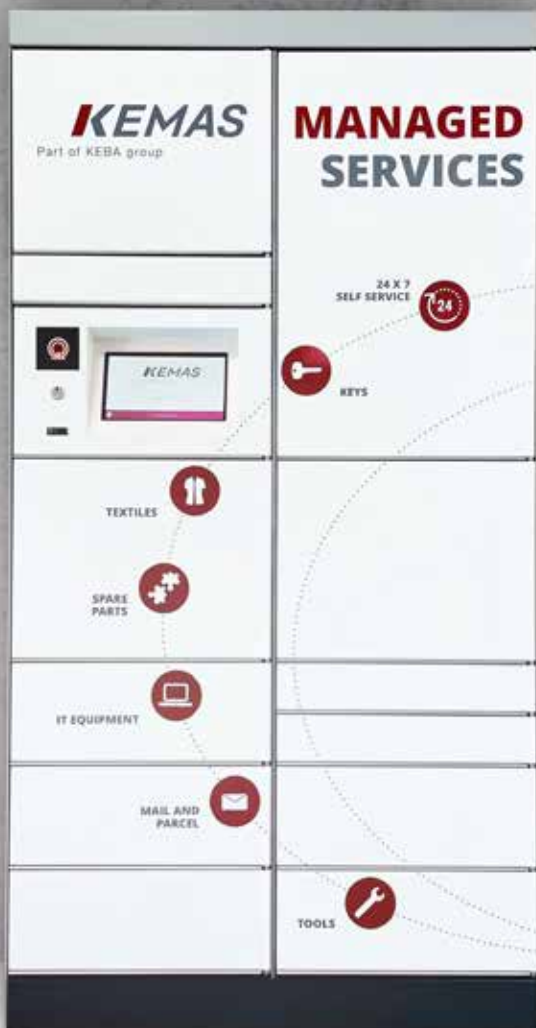 KEMAS
Part of KEBA group
MANAGED
SERVICES
24 X 7
SELF SERVICE
24
KEYS
KEMAS
TEXTILES
SPARE
PARTS
IT EQUIPMENT
MAIL AND
PARCEL
TOOLS